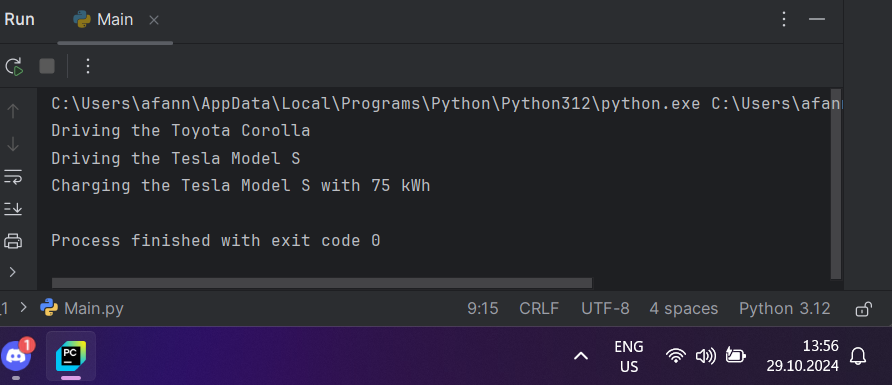 Run Main
C:\Users\afann\AppData\Local\Programs\Python\Python312\python.exe C:\Users\afann
Driving the Toyota Corolla
Driving the Tesla Model S
Charging the Tesla Model S with 75 kWh
Process finished with exit code 0
_1 > Main.py 9:15 CRLF UTF-8 4 spaces Python 3.12
1
PC
ENG
US
13:56
29.10.2024